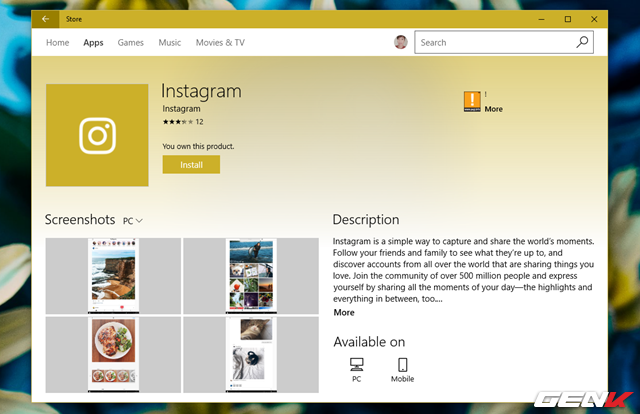 Store
Home Apps Games Music Movies & TV Search
Instagram
Instagram
12
!
More
You own this product.
Install
Screenshots PC
Description
Instagram is a simple way to capture and share the world's moments.
Follow your friends and family to see what they're up to, and
discover accounts from all over the world that are sharing things you
love. Join the community of over 500 million people and express
yourself by sharing all the moments of your day—the highlights and
everything in between, too....
More
Available on
PC Mobile
GENK